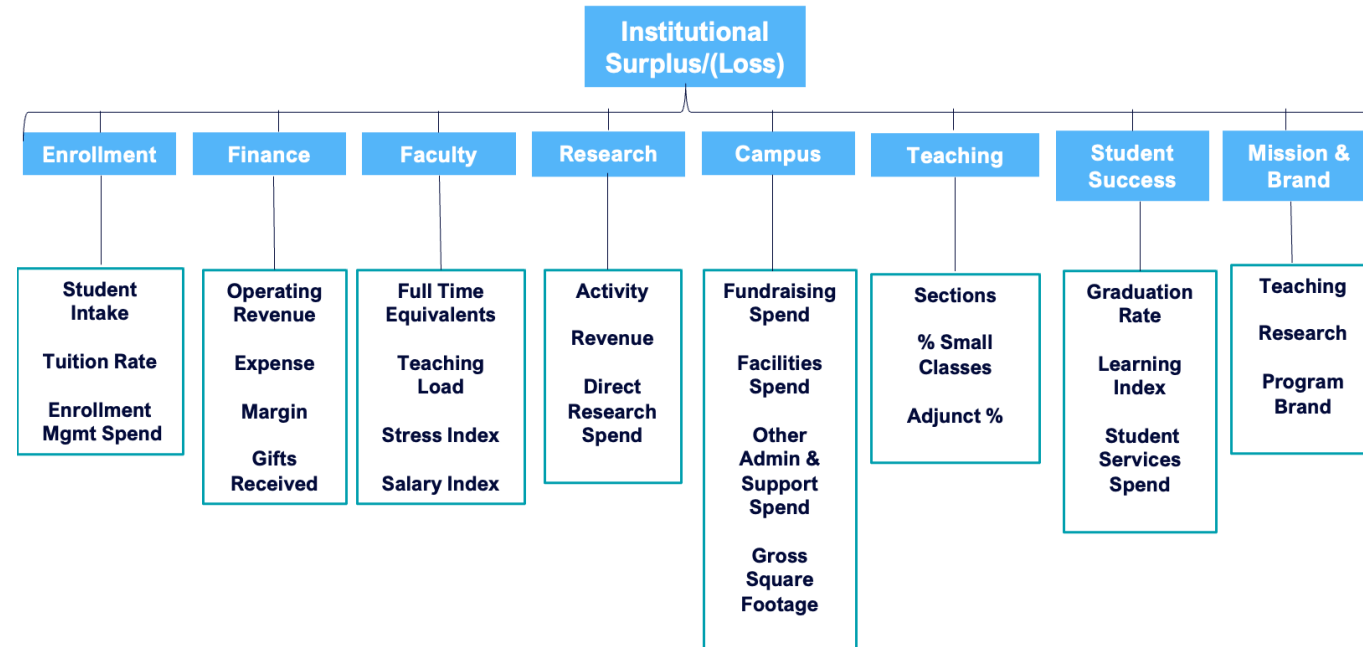 Institutional
Surplus/(Loss)
Enrollment
Finance
Faculty
Research
Campus
Teaching
Student
Success
Mission &
Brand
Student
Intake
Tuition Rate
Enrollment
Mgmt Spend
Operating
Revenue
Expense
Margin
Gifts
Received
Full Time
Equivalents
Teaching
Load
Stress Index
Salary Index
Activity
Revenue
Direct
Research
Spend
Fundraising
Spend
Facilities
Spend
Other
Admin &
Support
Spend
Gross
Square
Footage
Sections
% Small
Classes
Adjunct %
Graduation
Rate
Learning
Index
Student
Services
Spend
Teaching
Research
Program
Brand